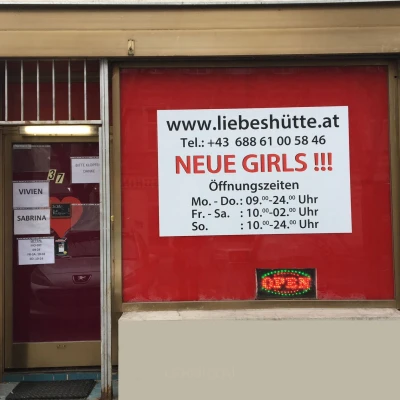 www.liebeshütte.at
Tel.: +43 688 61 00 58 46
NEUE GIRLS !!!
Öffnungszeiten
Mo. - Do.: 09.00-24.00 Uhr
Fr. - Sa. : 10.00-02.00 Uhr
So. : 10.00-24.00 Uhr
OPEN
37
VIVIEN
SABRINA